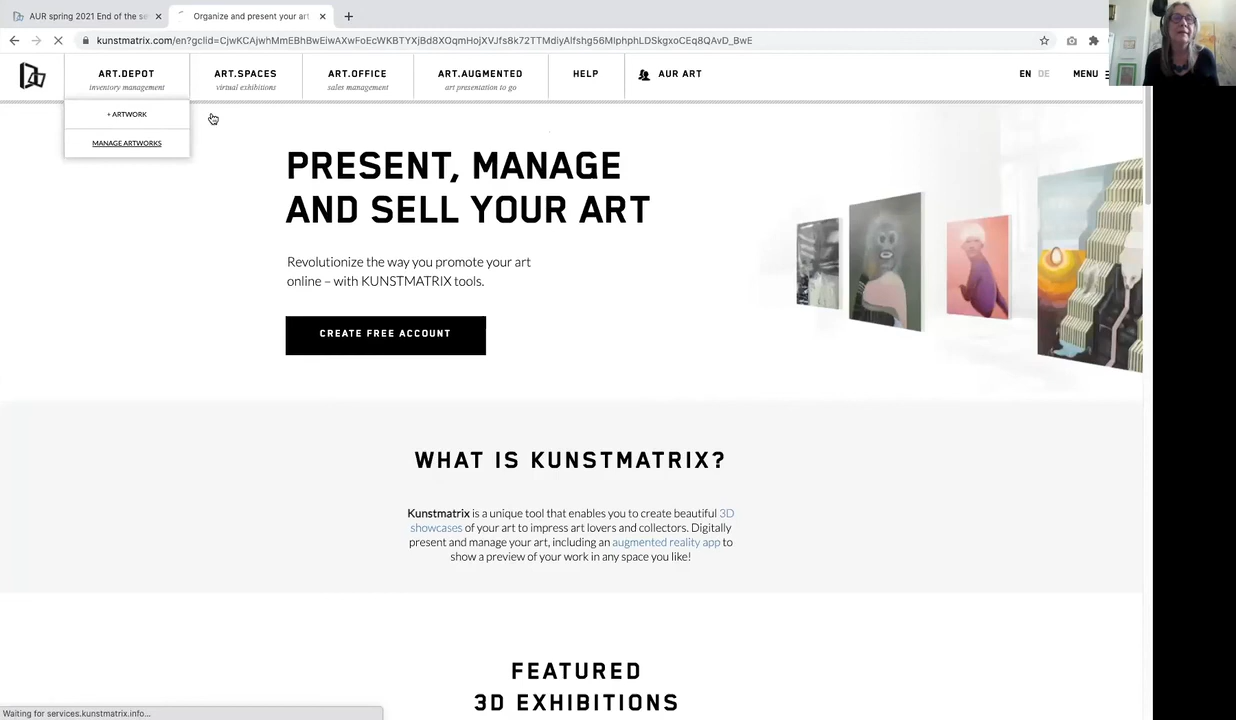 AUR spring 2021 End of the se
Organize and present your art
kunstmatrix.com/en?gclid=CjwKCAjwhMmEBhBwEiwAXwFoEcWKBTYXjBd8XOqmHojXVJfs8k72TTMdiyAlfshg56MlphphLDSkgxoCEq8QAvD_BwE
ART.DEPOT
inventory management
ART.SPACES
virtual exhibitions
ART.OFFICE
sales management
ART.AUGMENTED
art presentation to go
HELP
AUR ART
EN DE
MENU
+ ARTWORK
MANAGE ARTWORKS
PRESENT, MANAGE
AND SELL YOUR ART
Revolutionize the way you promote your art
online – with KUNSTMATRIX tools.
CREATE FREE ACCOUNT
WHAT IS KUNSTMATRIX?
Kunstmatrix is a unique tool that enables you to create beautiful 3D
showcases of your art to impress art lovers and collectors. Digitally
present and manage your art, including an augmented reality app to
show a preview of your work in any space you like!
FEATURED
3D EXHIBITIONS
Waiting for services.kunstmatrix.info...